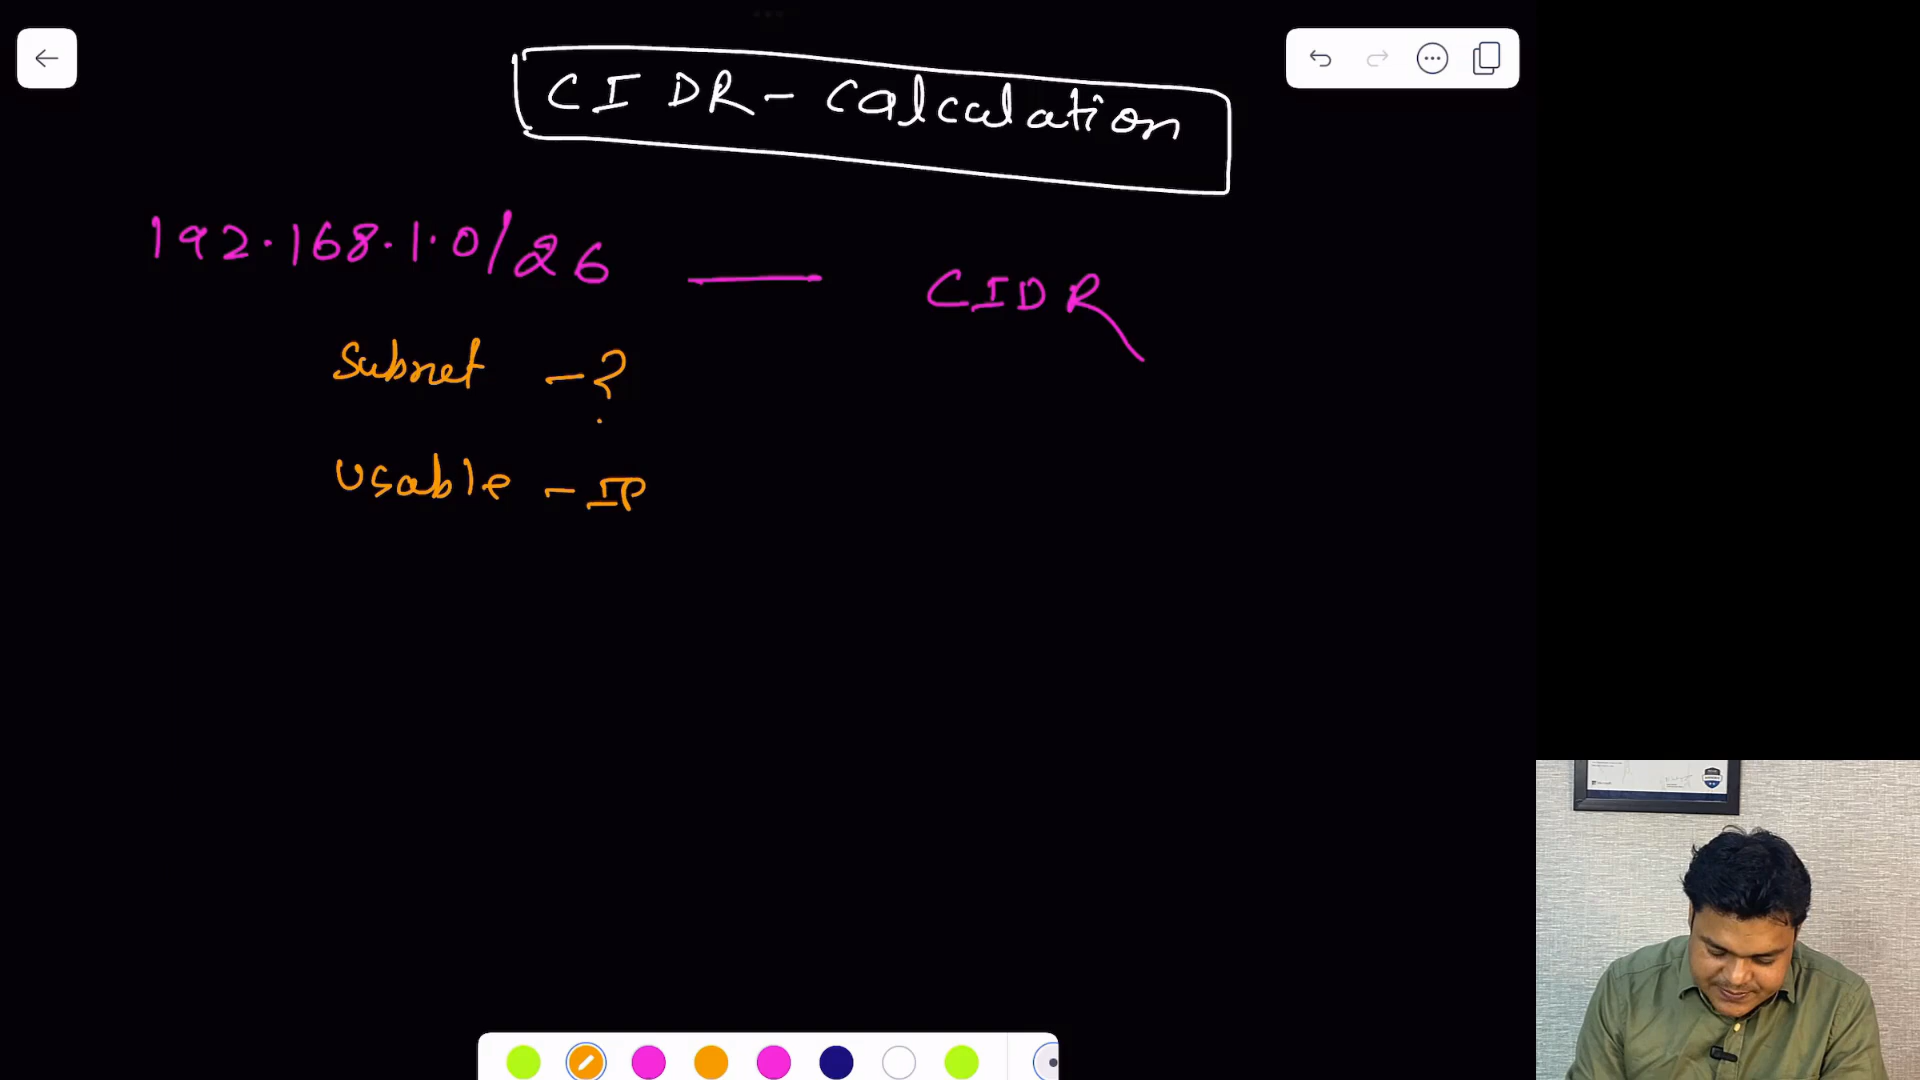 CIDR - Calculation
192.168.1.0/26 — CIDR
Subnet - ?
Usable - IP